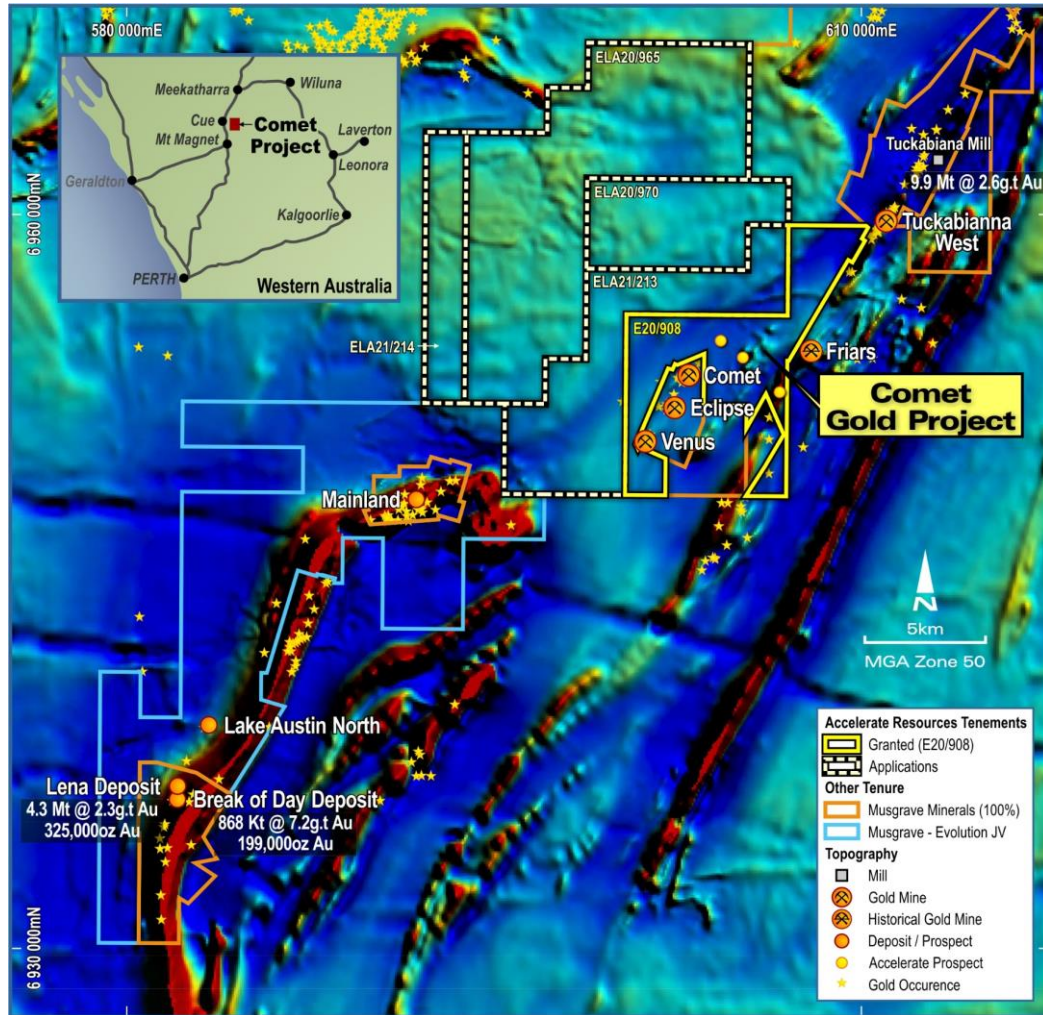 580 000mE
610 000mE
6 960 000mN
6 930 000mN
Meekatharra
Wiluna
Cue
Comet
Project
Mt Magnet
Laverton
Leonora
Geraldton
Kalgoorlie
PERTH
Western Australia
ELA20/965
ELA20/970
ELA21/213
ELA21/214
E20/908
Tuckabiana Mill
9.9 Mt @ 2.6g.t Au
Tuckabianna
West
Friars
Comet
Eclipse
Venus
Comet
Gold Project
Mainland
Lake Austin North
Lena Deposit
4.3 Mt @ 2.3g.t Au
325,000oz Au
Break of Day Deposit
868 Kt @ 7.2g.t Au
199,000oz Au
N
5km
MGA Zone 50
Accelerate Resources Tenements
Granted (E20/908)
Applications
Other Tenure
Musgrave Minerals (100%)
Musgrave - Evolution JV
Topography
Mill
Gold Mine
Historical Gold Mine
Deposit / Prospect
Accelerate Prospect
Gold Occurence